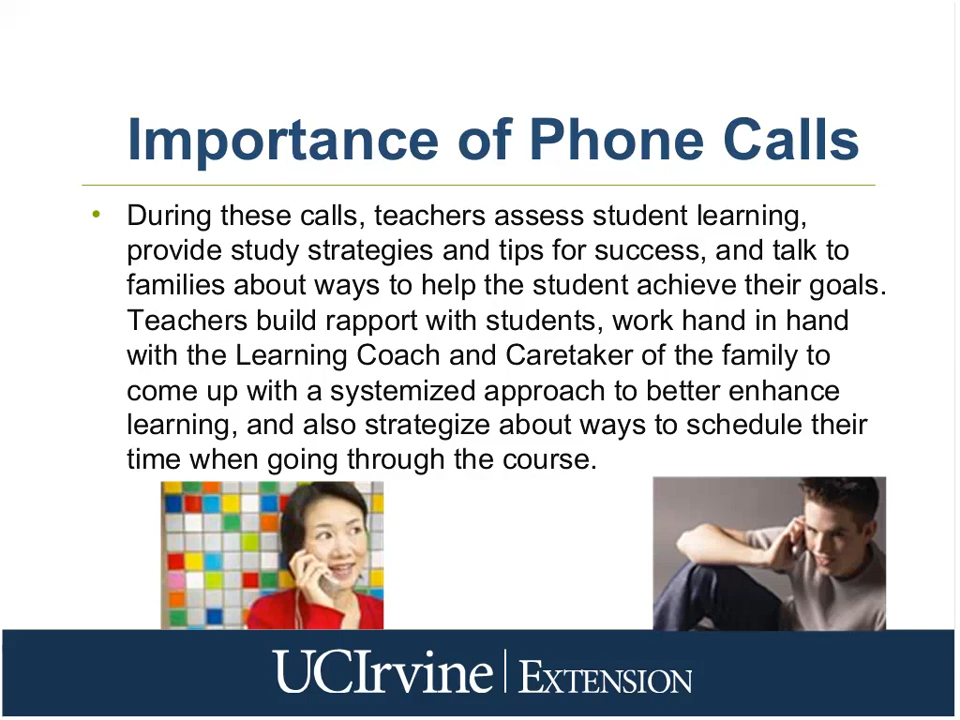 Importance of Phone Calls
• During these calls, teachers assess student learning,
provide study strategies and tips for success, and talk to
families about ways to help the student achieve their goals.
Teachers build rapport with students, work hand in hand
with the Learning Coach and Caretaker of the family to
come up with a systemized approach to better enhance
learning, and also strategize about ways to schedule their
time when going through the course.
UCIrvine | EXTENSION